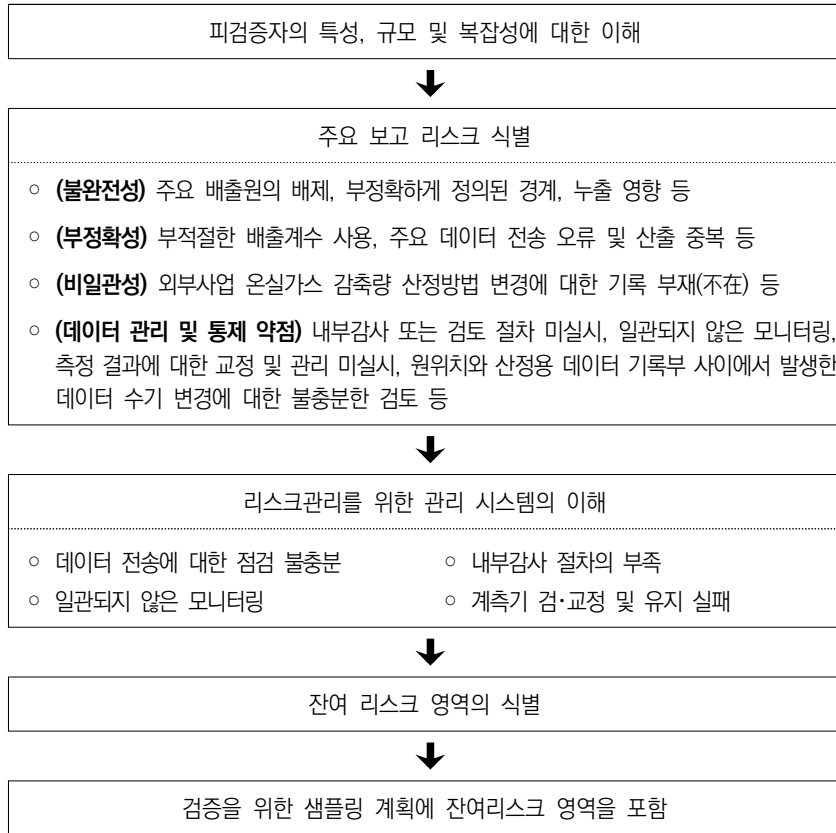 피검증자의 특성, 규모 및 복잡성에 대한 이해
주요 보고 리스크 식별
○ (불완전성) 주요 배출원의 배제, 부정확하게 정의된 경계, 누출 영향 등
○ (부정확성) 부적절한 배출계수 사용, 주요 데이터 전송 오류 및 산출 중복 등
○ (비일관성) 외부사업 온실가스 감축량 산정방법 변경에 대한 기록 부재(不在) 등
○ (데이터 관리 및 통제 약점) 내부감사 또는 검토 절차 미실시, 일관되지 않은 모니터링,
측정 결과에 대한 교정 및 관리 미실시, 원위치와 산정용 데이터 기록부 사이에서 발생한
데이터 수기 변경에 대한 불충분한 검토 등
리스크관리를 위한 관리 시스템의 이해
○ 데이터 전송에 대한 점검 불충분 ○ 내부감사 절차의 부족
○ 일관되지 않은 모니터링 ○ 계측기 검·교정 및 유지 실패
잔여 리스크 영역의 식별
검증을 위한 샘플링 계획에 잔여리스크 영역을 포함